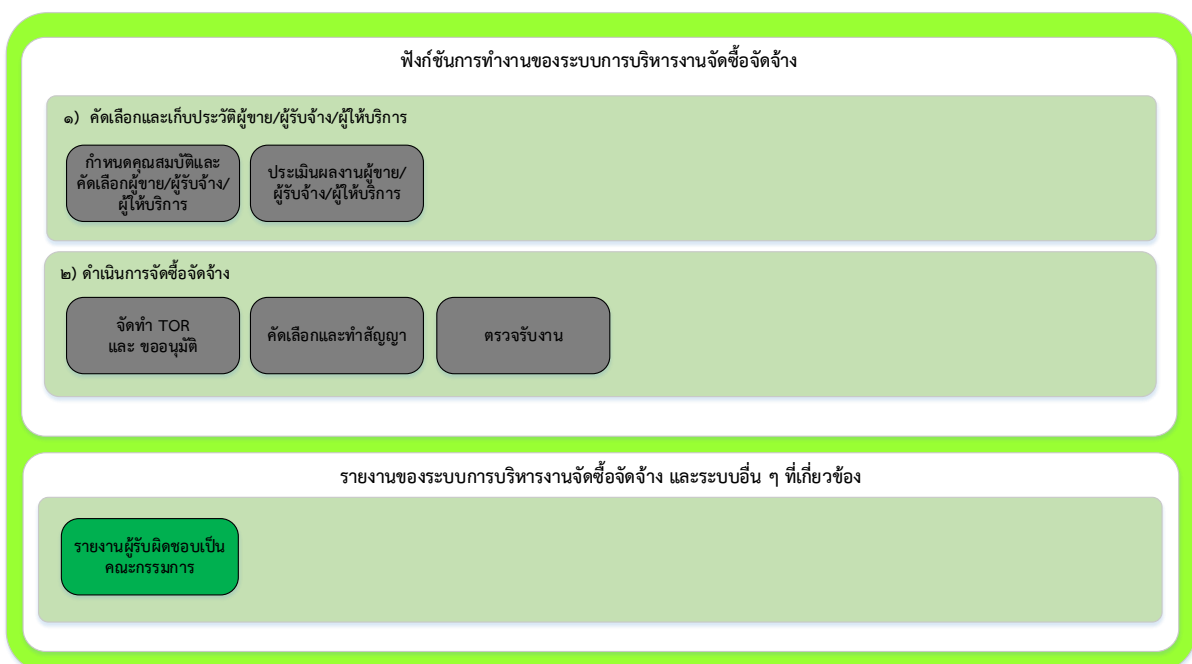 ฟังก์ชันการทำงานของระบบการบริหารงานจัดซื้อจัดจ้าง
๑) คัดเลือกและเก็บประวัติผู้ขาย/ผู้รับจ้าง/ผู้ให้บริการ
กำหนดคุณสมบัติและ
คัดเลือกผู้ขาย/ผู้รับจ้าง/
ผู้ให้บริการ
ประเมินผลงานผู้ขาย/
ผู้รับจ้าง/ผู้ให้บริการ
๒) ดำเนินการจัดซื้อจัดจ้าง
จัดทำ TOR
และ ขออนุมัติ
คัดเลือกและทำสัญญา
ตรวจรับงาน
รายงานของระบบการบริหารงานจัดซื้อจัดจ้าง และระบบอื่น ๆ ที่เกี่ยวข้อง
รายงานผู้รับผิดชอบเป็น
คณะกรรมการ